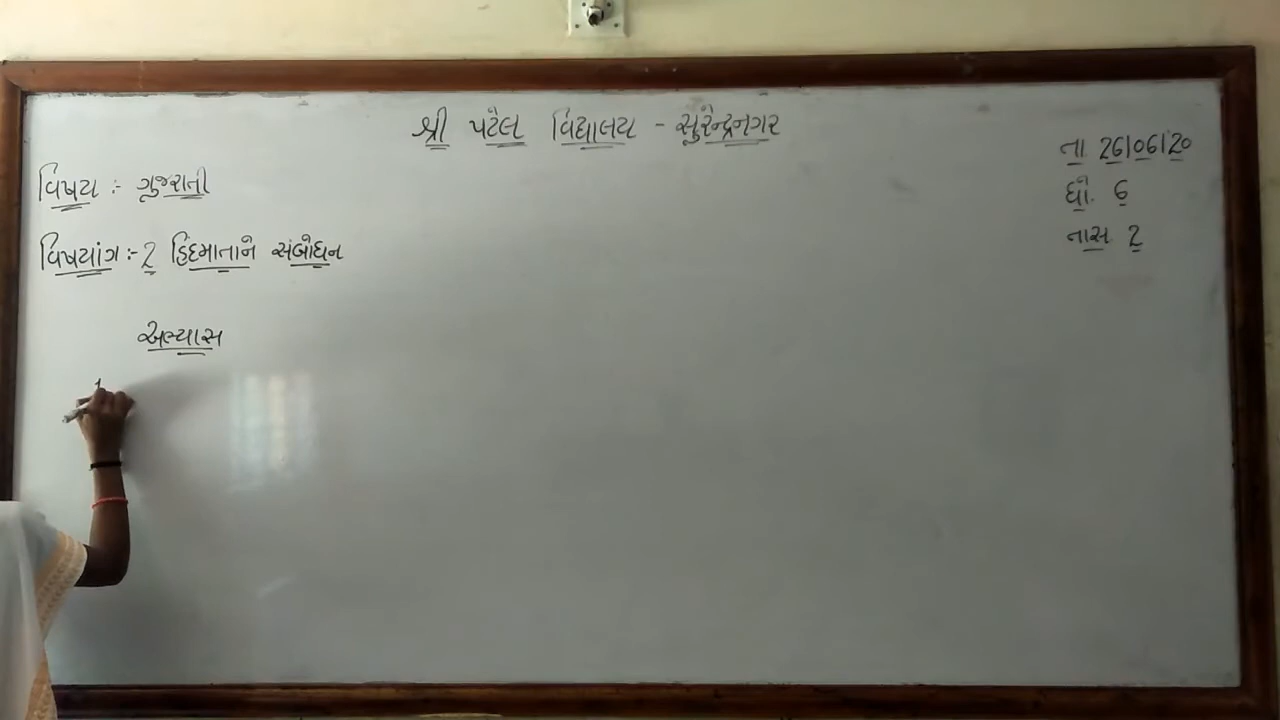 શ્રી પટેલ વિદ્યાલય - સુરેન્દ્રનગર
તા 26/06/20
વિષય :- ગુજરાતી
ધો. 6
વિષયાંગ :- 2 હિંદમાતાને સંબોધન
તાસ 2
અભ્યાસ